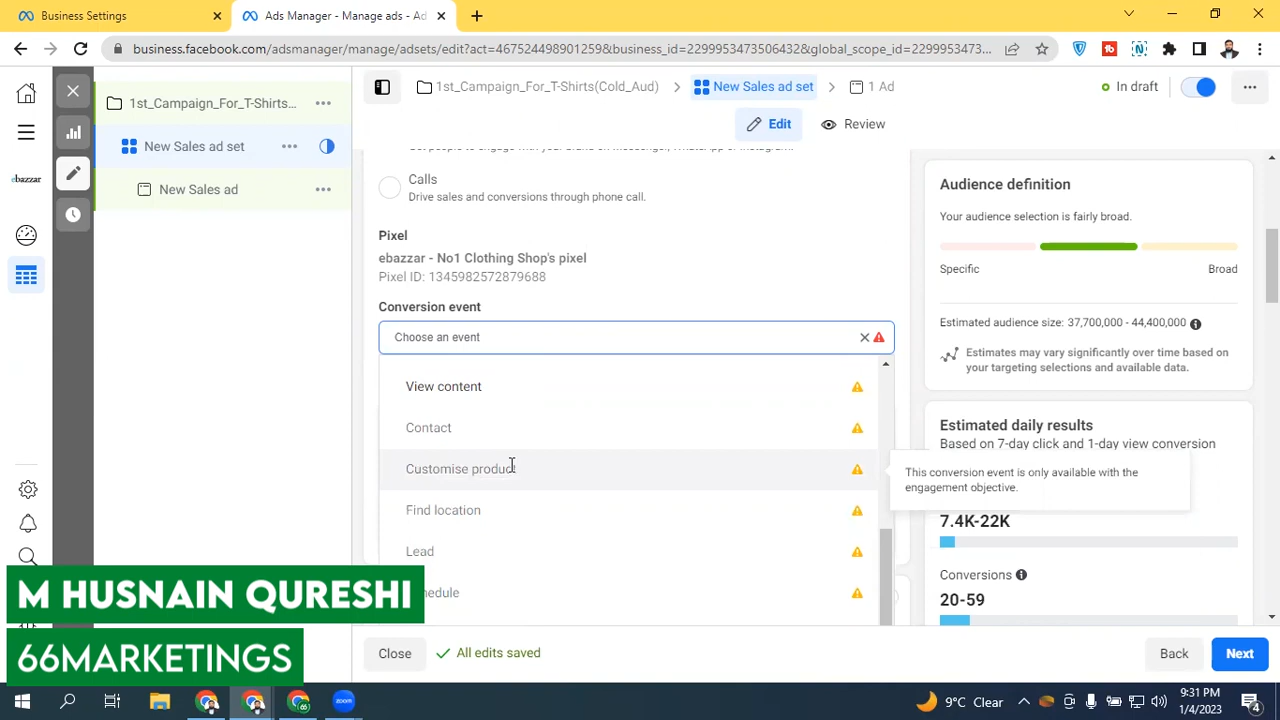 Business Settings
Ads Manager - Manage ads - Ad
business.facebook.com/adsmanager/manage/adsets/edit?act=467524498901259&business_id=2299953473506432&global_scope_id=2299953473...
1st_Campaign_For_T-Shirts...
1st_Campaign_For_T-Shirts(Cold_Aud)
New Sales ad set
1 Ad
In draft
Edit
Review
New Sales ad set
New Sales ad
ebazzar
Calls
Drive sales and conversions through phone call.
Pixel
ebazzar - No1 Clothing Shop's pixel
Pixel ID: 1345982572879688
Conversion event
Choose an event
View content
Contact
Customise product
Find location
Lead
This conversion event is only available with the
engagement objective.
Audience definition
Your audience selection is fairly broad.
Specific
Broad
Estimated audience size: 37,700,000 - 44,400,000
Estimates may vary significantly over time based on
your targeting selections and available data.
Estimated daily results
Based on 7-day click and 1-day view conversion
7.4K-22K
Conversions
20-59
M HUSNAIN QURESHI
66MARKETINGS
Close
All edits saved
Back
Next
9°C Clear
9:31 PM
1/4/2023
4